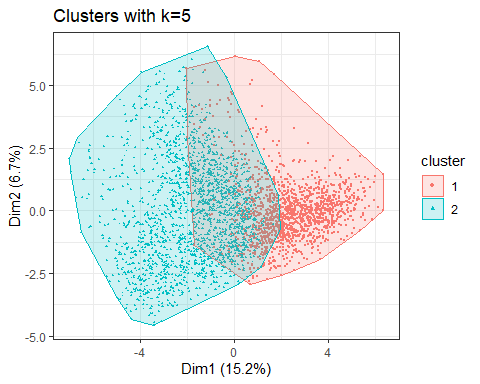 Clusters with k=5
5.0
2.5
0.0
-2.5
-5.0
Dim2 (6.7%)
-4
0
4
Dim1 (15.2%)
cluster
1
2